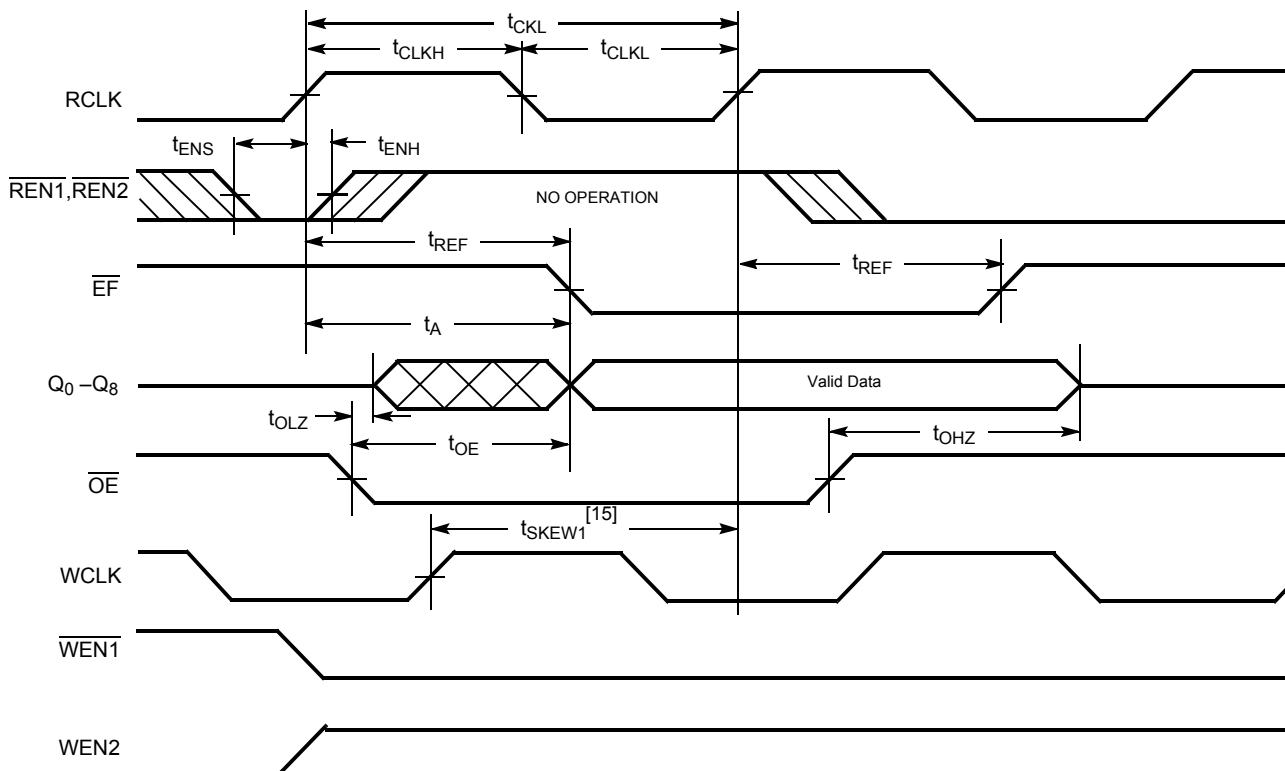 tCKL
tCLKH tCLKL
RCLK
tENS tENH
REN1,REN2
NO OPERATION
tREF
tREF
EF
tA
Q0 –Q8
Valid Data
tOLZ
tOE
tOHZ
OE
tSKEW1[15]
WCLK
WEN1
WEN2